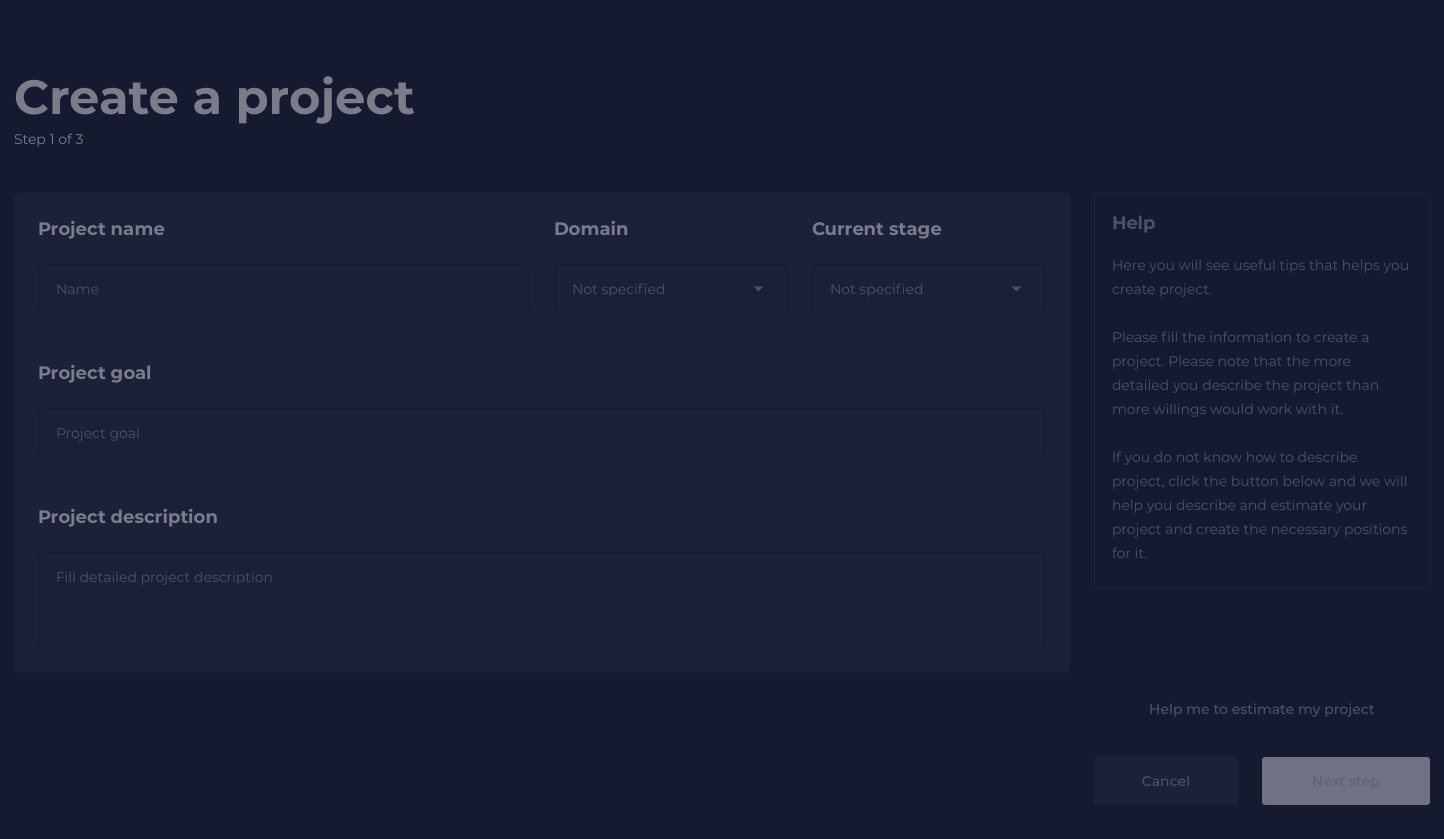 Create a project
Step 1 of 3
Project name
Domain
Current stage
Name
Not specified
Not specified
Project goal
Project goal
Project description
Fill detailed project description
Help
Here you will see useful tips that helps you
create project.
Please fill the information to create a
project. Please note that the more
detailed you describe the project than
more willings would work with it.
If you do not know how to describe
project, click the button below and we will
help you describe and estimate your
project and create the necessary positions
for it.
Help me to estimate my project
Cancel
Next step